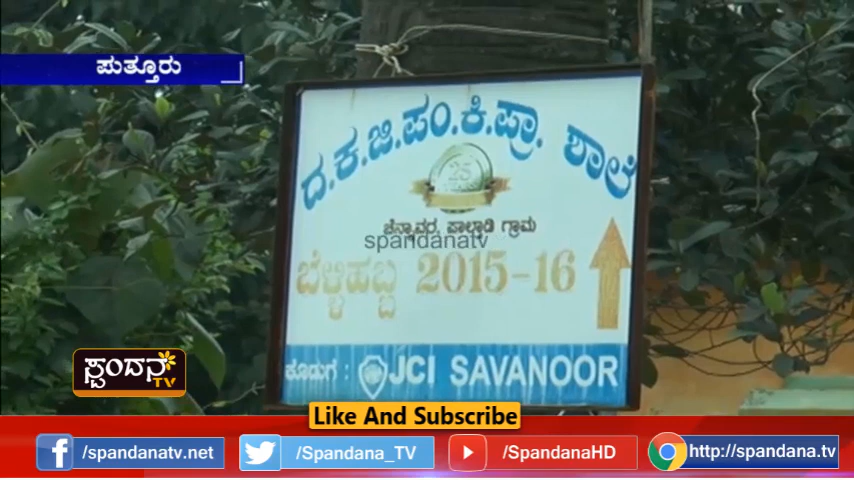 ಪುತ್ತೂರು
ದ.ಕ.ಜಿ.ಪಂ.ಕಿ.ಪ್ರಾ. ಶಾಲೆ
25
ಚೆನ್ನಾವರ, ಪಾಲ್ತಾಡಿ ಗ್ರಾಮ
spandanatv
ಬೆಳ್ಳಿಹಬ್ಬ 2015-16
ಕೊಡುಗೆ : JCI SAVANOOR
ಸ್ಪಂದನ TV
Like And Subscribe
/spandanatv.net /Spandana_TV /SpandanaHD http://spandana.tv